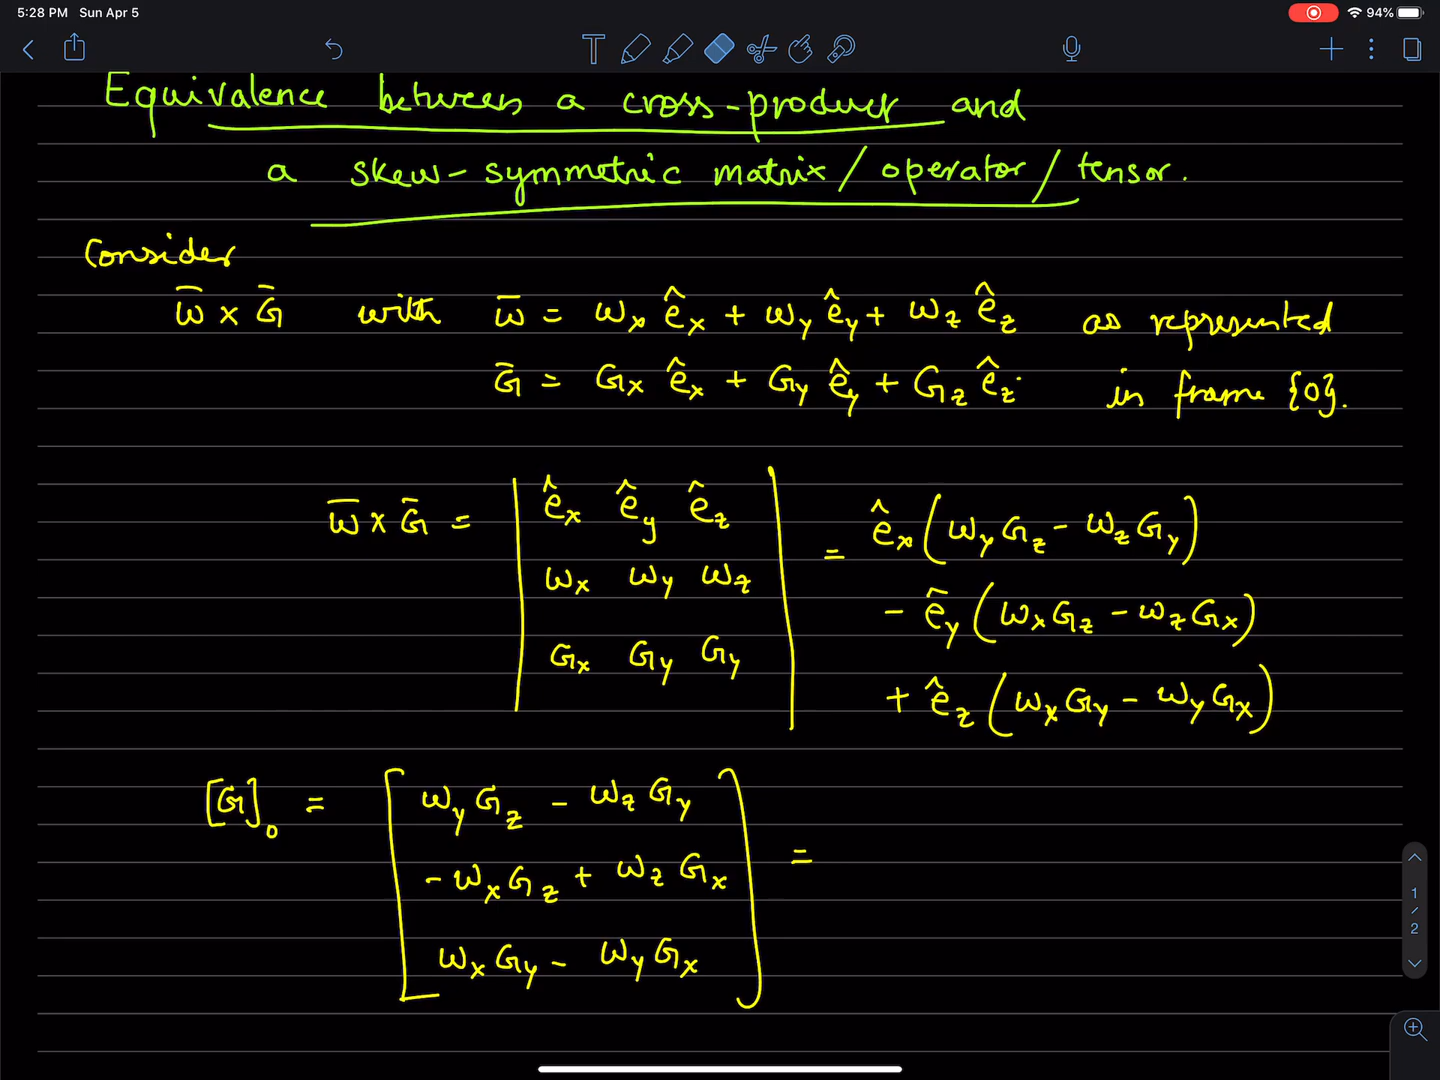 5:28 PM Sun Apr 5 94%
Equivalence between a cross-product and
a skew-symmetric matrix / operator / tensor.
Consider
ω̄ × Ḡ with ω̄ = ωx êx + ωy êy + ωz êz as represented
Ḡ = Gx êx + Gy êy + Gz êz in frame {0}.
ω̄ × Ḡ = | êx êy êz | = êx (ωy Gz - ωz Gy)
ωx ωy ωz - ēy (ωx Gz - ωz Gx)
Gx Gy Gy + êz (ωx Gy - ωy Gx)
[G]0 = [ ωy Gz - ωz Gy
-ωx Gz + ωz Gx ] =
ωx Gy - ωy Gx
1
/
2